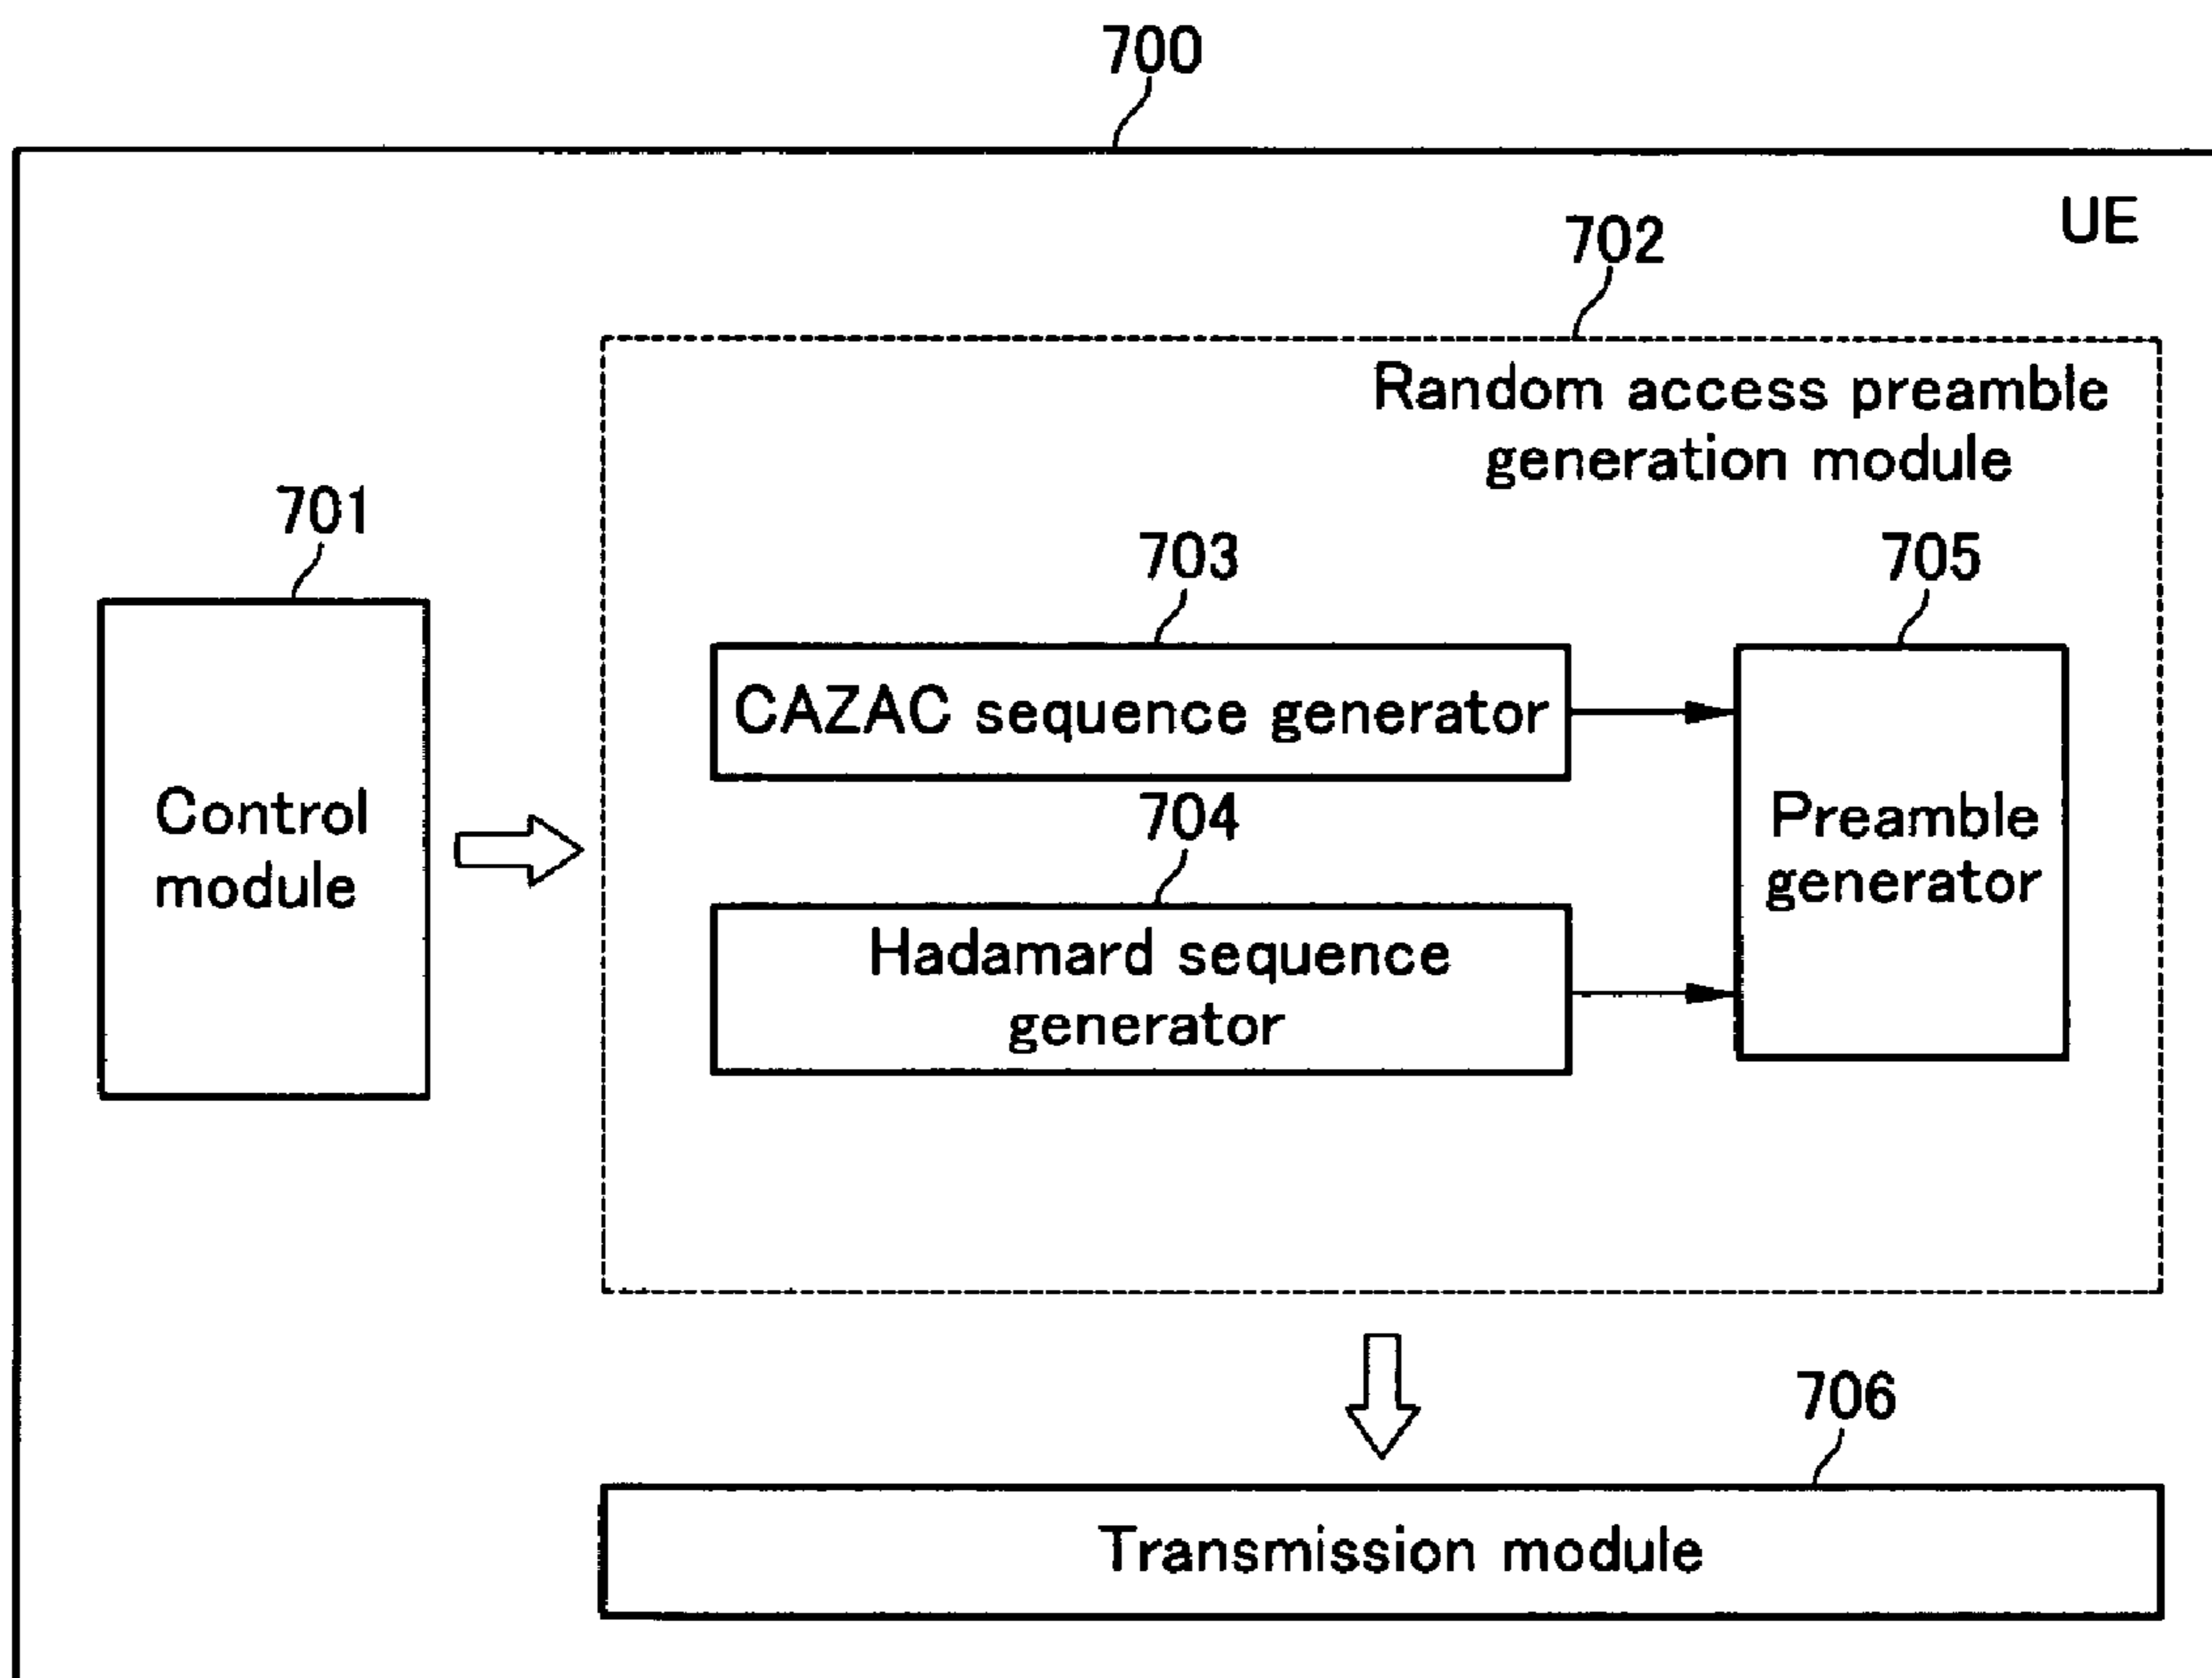 700
UE
702
Random access preamble
generation module
701
703
705
CAZAC sequence generator
Control
module
704
Preamble
generator
Hadamard sequence
generator
706
Transmission module